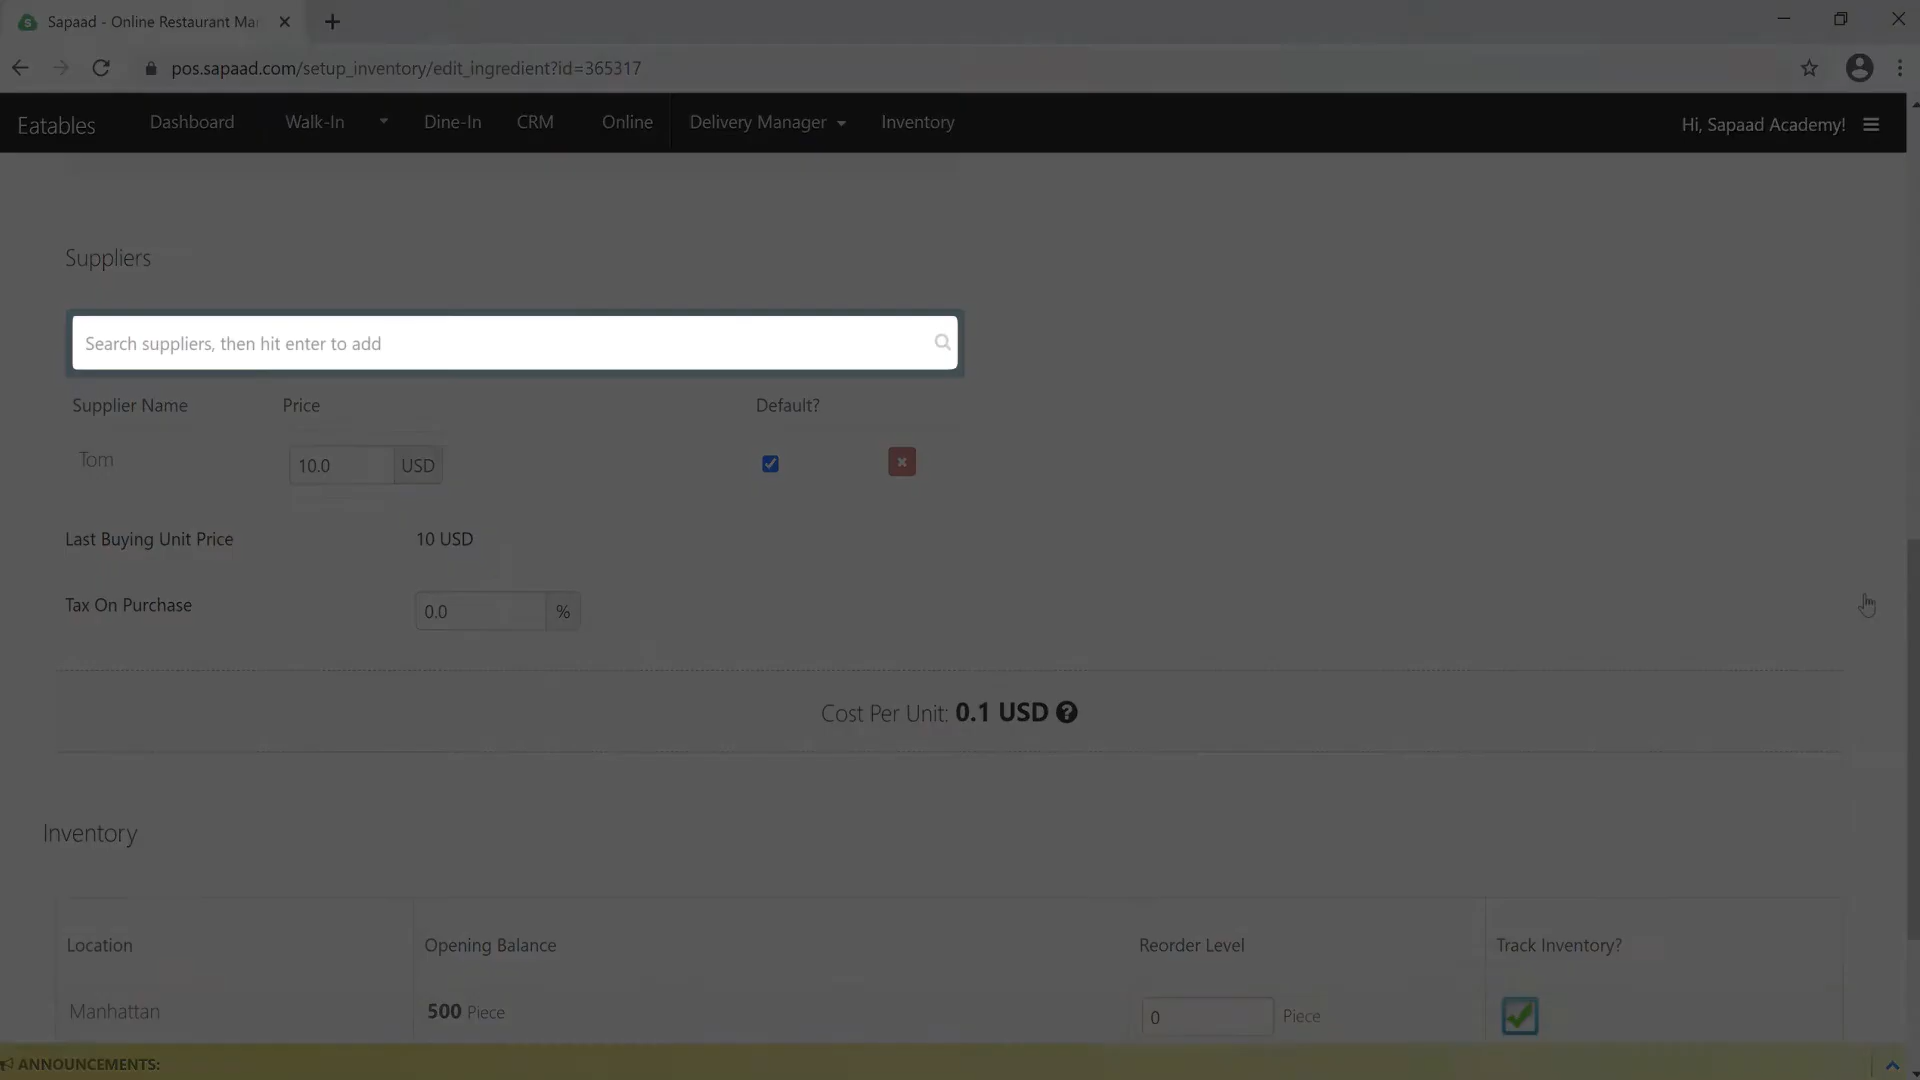 Sapaad - Online Restaurant Ma
pos.sapaad.com/setup_inventory/edit_ingredient?id=365317
Eatables Dashboard Walk-In Dine-In CRM Online Delivery Manager Inventory Hi, Sapaad Academy!
Suppliers
Search suppliers, then hit enter to add
Supplier Name Price Default?
Tom 10.0 USD
Last Buying Unit Price 10 USD
Tax On Purchase 0.0 %
Cost Per Unit: 0.1 USD
Inventory
Location Opening Balance Reorder Level Track Inventory?
Manhattan 500 Piece 0 Piece
ANNOUNCEMENTS: